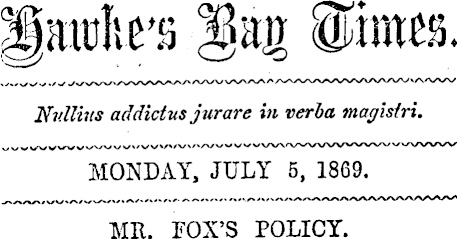 Hawke's Bay Times.
Nullius addictus jurare in verba magistri.
MONDAY, JULY 5, 1869.
MR. FOX'S POLICY.